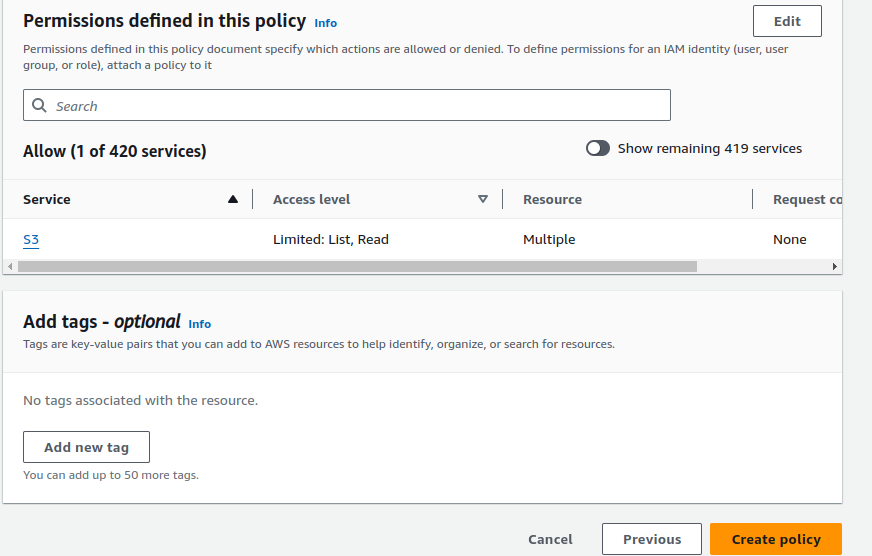 Permissions defined in this policy Info
Edit
Permissions defined in this policy document specify which actions are allowed or denied. To define permissions for an IAM identity (user, user
group, or role), attach a policy to it
Search
Allow (1 of 420 services)
Show remaining 419 services
Service Access level Resource Request co
S3 Limited: List, Read Multiple None
Add tags - optional Info
Tags are key-value pairs that you can add to AWS resources to help identify, organize, or search for resources.
No tags associated with the resource.
Add new tag
You can add up to 50 more tags.
Cancel Previous Create policy